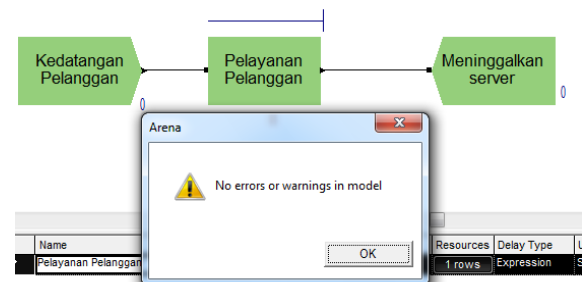 Kedatangan
Pelanggan
Pelayanan
Pelanggan
Meninggalkan
server
0
0
Arena
No errors or warnings in model
OK
Name
Resources
Delay Type
Pelayanan Pelanggan
1 rows
Expression